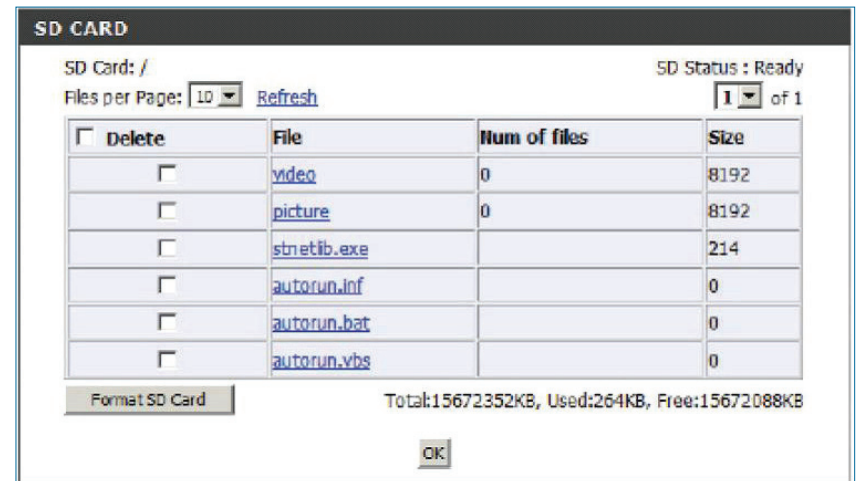 SD CARD
SD Card: / SD Status : Ready
Files per Page: 10 Refresh 1 of 1
Delete File Num of files Size
video 0 8192
picture 0 8192
stnetlib.exe 214
autorun.inf 0
autorun.bat 0
autorun.vbs 0
Format SD Card Total:15672352KB, Used:264KB, Free:15672088KB
OK